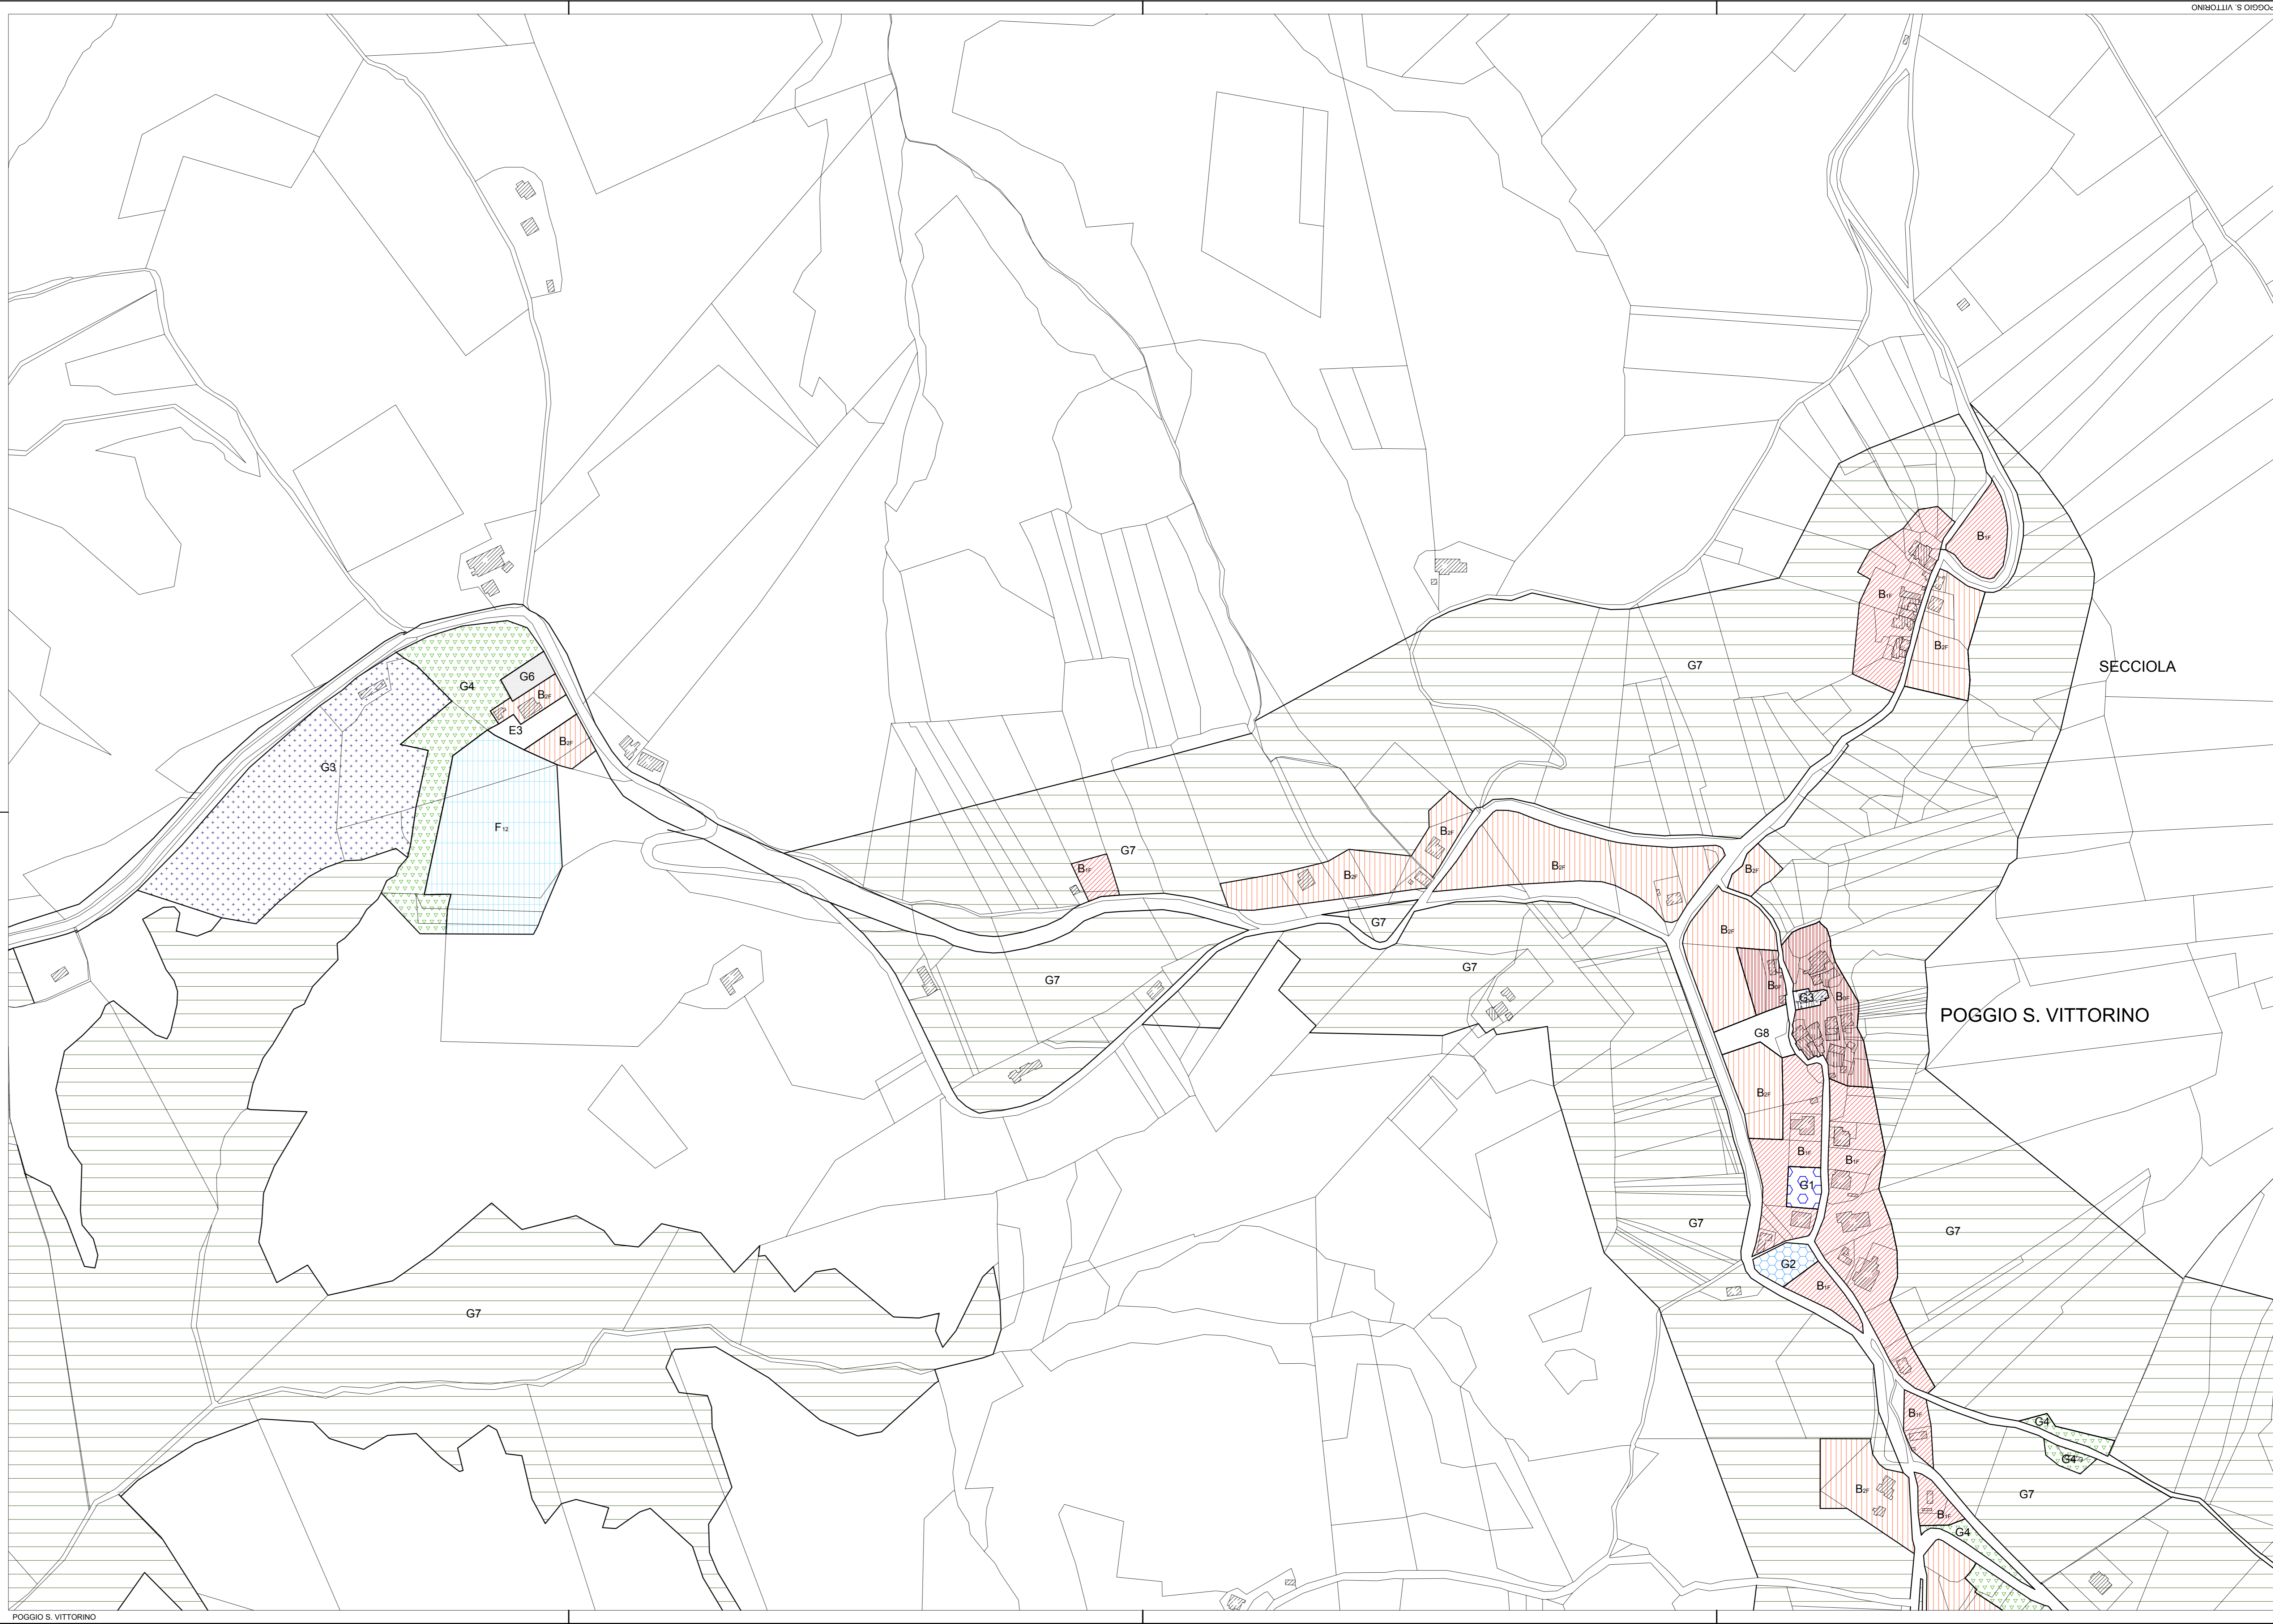 POGGIO S. VITTORINO
B1F
B1F
B2F
SECCIOLA
G7
G4
G6
B2F
E3
B2F
G3
F12
B2F
G7
B1F
B2F
B2F
B2F
G7
B2F
G7
G7
B0F
G3
B0F
POGGIO S. VITTORINO
G8
B2F
B1F
B1F
G1
G7
G7
G2
B1F
G7
B1F
G4
G4
B2F
G7
B1F
G4
POGGIO S. VITTORINO